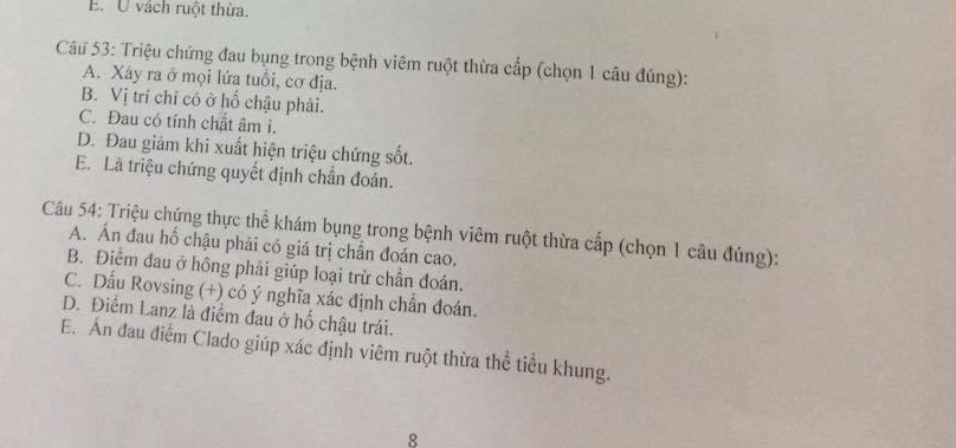 E. U vách ruột thừa.
Câu 53: Triệu chứng đau bụng trong bệnh viêm ruột thừa cấp (chọn 1 câu đúng):
A. Xảy ra ở mọi lứa tuổi, cơ địa.
B. Vị trí chỉ có ở hố chậu phải.
C. Đau có tính chất âm ỉ.
D. Đau giảm khi xuất hiện triệu chứng sốt.
E. Là triệu chứng quyết định chẩn đoán.
Câu 54: Triệu chứng thực thể khám bụng trong bệnh viêm ruột thừa cấp (chọn 1 câu đúng):
A. Ấn đau hố chậu phải có giá trị chẩn đoán cao.
B. Điểm đau ở hông phải giúp loại trừ chẩn đoán.
C. Dấu Rovsing (+) có ý nghĩa xác định chẩn đoán.
D. Điểm Lanz là điểm đau ở hố chậu trái.
E. Ấn đau điểm Clado giúp xác định viêm ruột thừa thể tiểu khung.
8